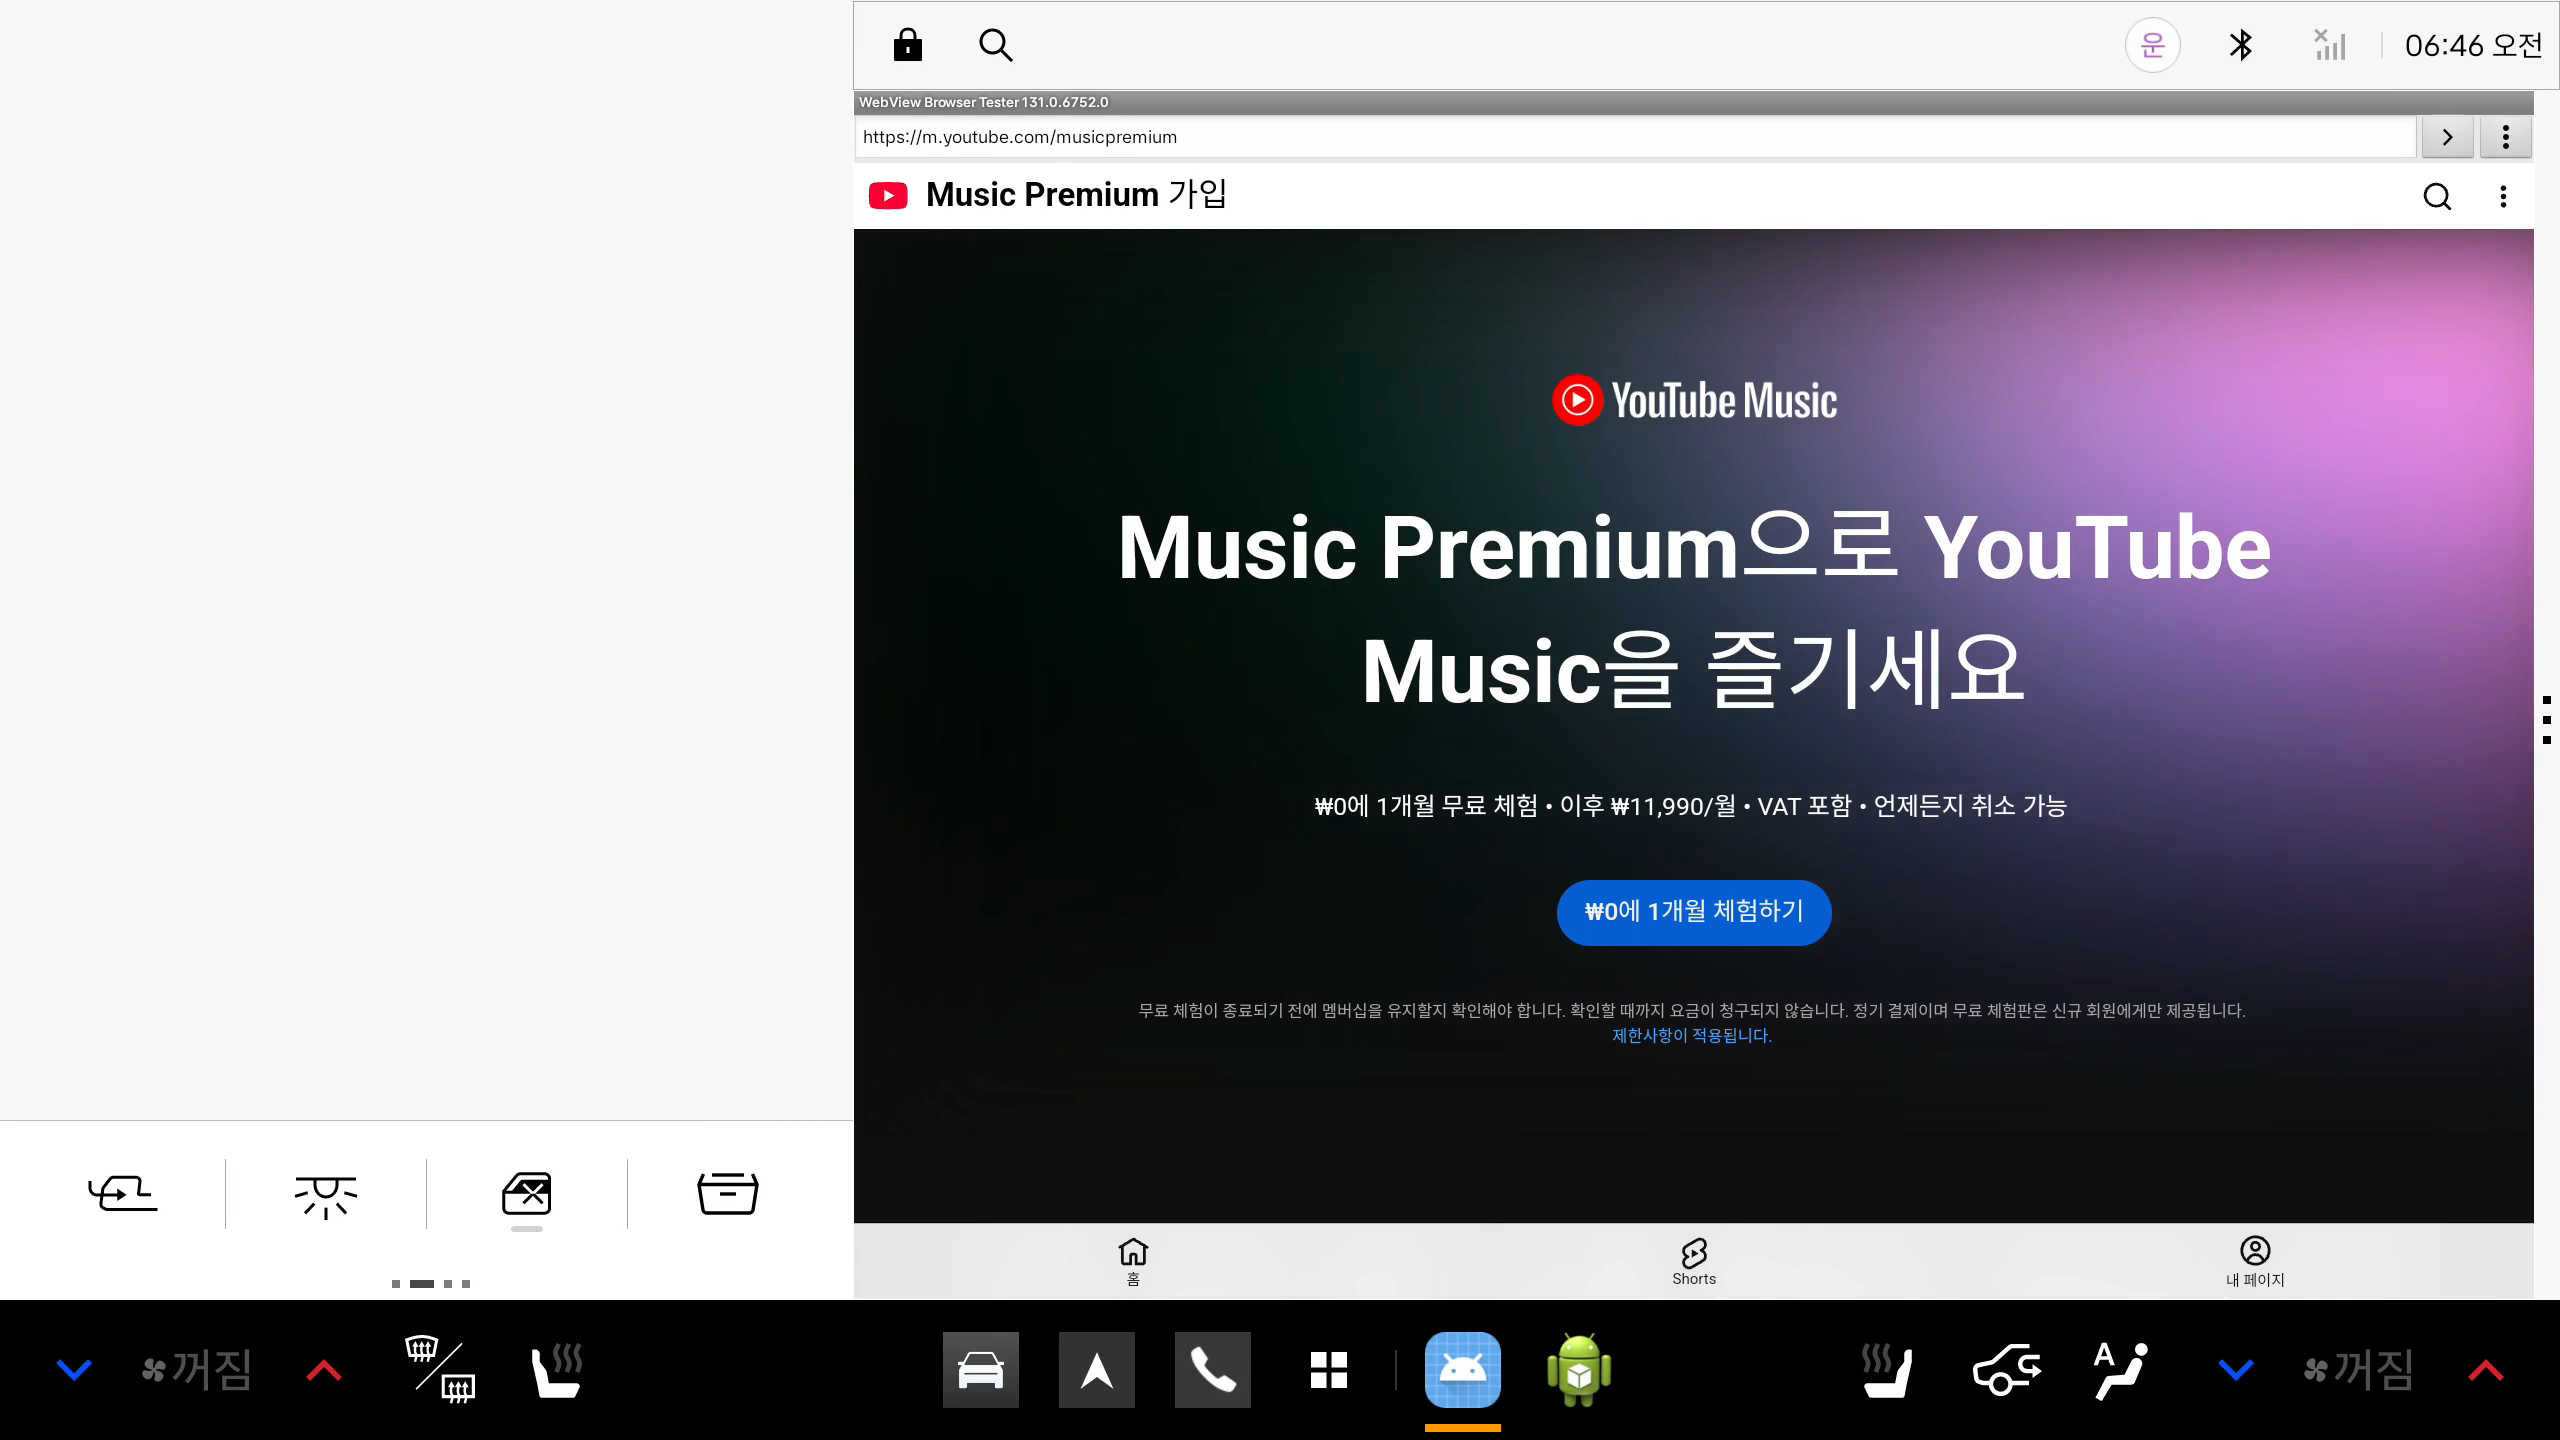 운
06:46 오전
WebView Browser Tester 131.0.6752.0
https://m.youtube.com/musicpremium
Music Premium 가입
YouTube Music
Music Premium으로 YouTube
Music을 즐기세요
₩0에 1개월 무료 체험 • 이후 ₩11,990/월 • VAT 포함 • 언제든지 취소 가능
₩0에 1개월 체험하기
무료 체험이 종료되기 전에 멤버십을 유지할지 확인해야 합니다. 확인할 때까지 요금이 청구되지 않습니다. 정기 결제이며 무료 체험판은 신규 회원에게만 제공됩니다.
제한사항이 적용됩니다.
홈
Shorts
내 페이지
꺼짐
A
꺼짐